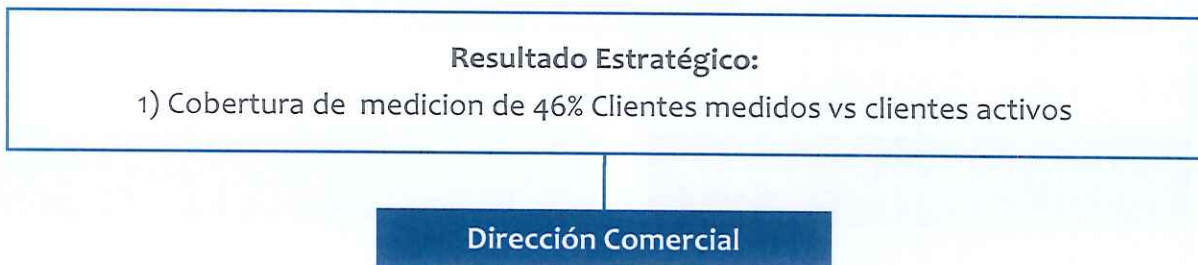 Resultado Estratégico:
1) Cobertura de medicion de 46% Clientes medidos vs clientes activos
Dirección Comercial